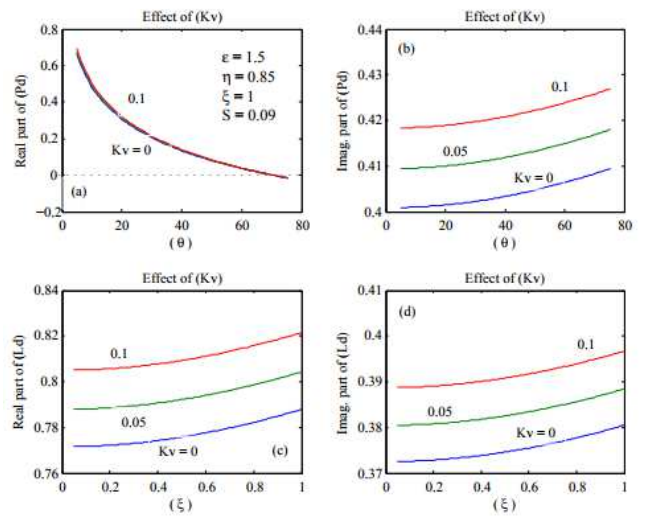 Effect of (Kv)
0.8
0.6
0.4
0.2
0
−0.2
Real part of (Pd)
ε = 1.5
η = 0.85
ξ = 1
S = 0.09
0.1
Kv = 0
(a)
0 20 40 60 80
(θ)
Effect of (Kv)
0.44
0.43
0.42
0.41
0.4
Imag. part of (Pd)
(b)
0.1
0.05
Kv = 0
0 20 40 60 80
(θ)
Effect of (Kv)
0.84
0.82
0.8
0.78
0.76
Real part of (Ld)
0.1
0.05
Kv = 0
(c)
0 0.2 0.4 0.6 0.8 1
(ξ)
Effect of (Kv)
0.41
0.4
0.39
0.38
0.37
Imag. part of (Ld)
(d)
0.1
0.05
Kv = 0
0 0.2 0.4 0.6 0.8 1
(ξ)